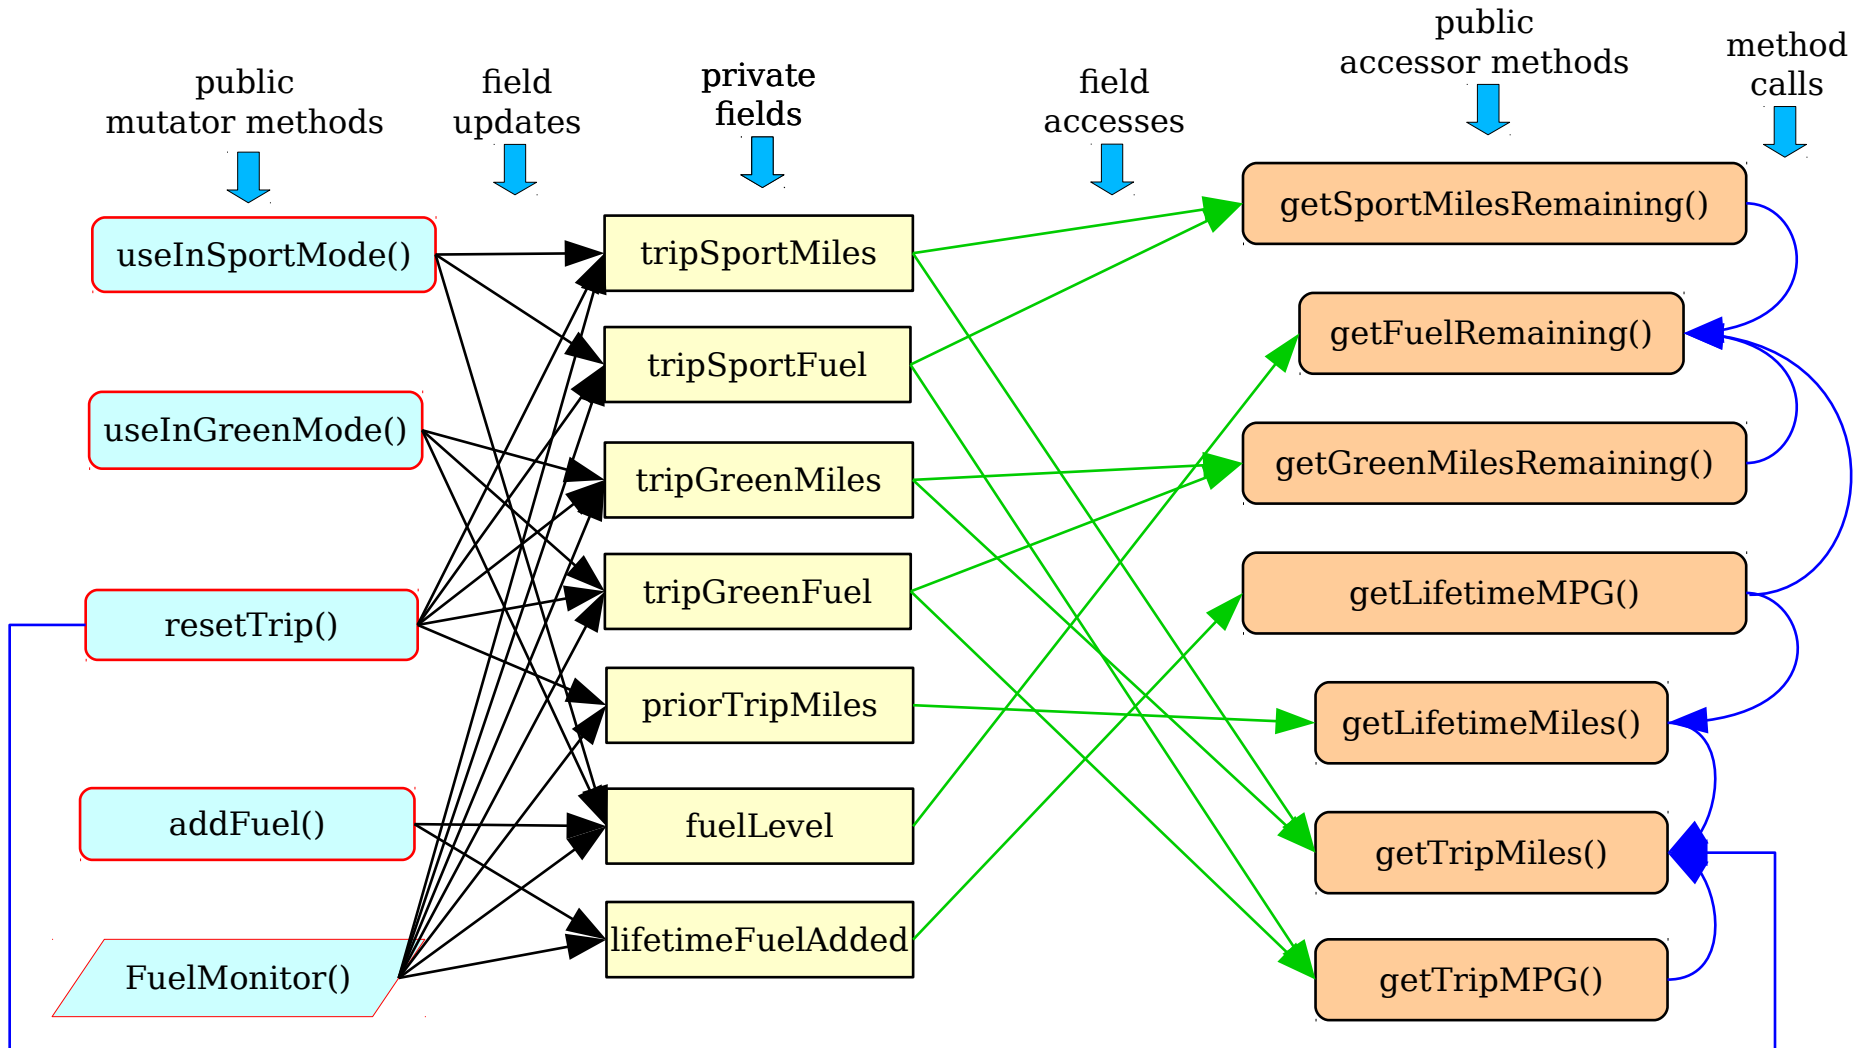 public
mutator methods
field
updates
private
fields
field
accesses
public
accessor methods
method
calls
useInSportMode()
useInGreenMode()
resetTrip()
addFuel()
FuelMonitor()
tripSportMiles
tripSportFuel
tripGreenMiles
tripGreenFuel
priorTripMiles
fuelLevel
lifetimeFuelAdded
getSportMilesRemaining()
getFuelRemaining()
getGreenMilesRemaining()
getLifetimeMPG()
getLifetimeMiles()
getTripMiles()
getTripMPG()